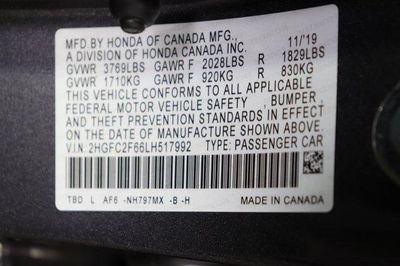 MFD BY HONDA OF CANADA MFG., 11/'19
A DIVISION OF HONDA CANADA INC.
GVWR 3769LBS GAWR F 2028LBS R 1829LBS
GVWR 1710KG GAWR F 920KG R 830KG
THIS VEHICLE CONFORMS TO ALL APPLICABLE
FEDERAL MOTOR VEHICLE SAFETY , BUMPER ,
AND THEFT PREVENTION STANDARDS IN EFFECT
ON THE DATE OF MANUFACTURE SHOWN ABOVE.
V.I.N: 2HGFC2F66LH517992 TYPE: PASSENGER CAR
TBD L AF6 -NH797MX -B -H MADE IN CANADA